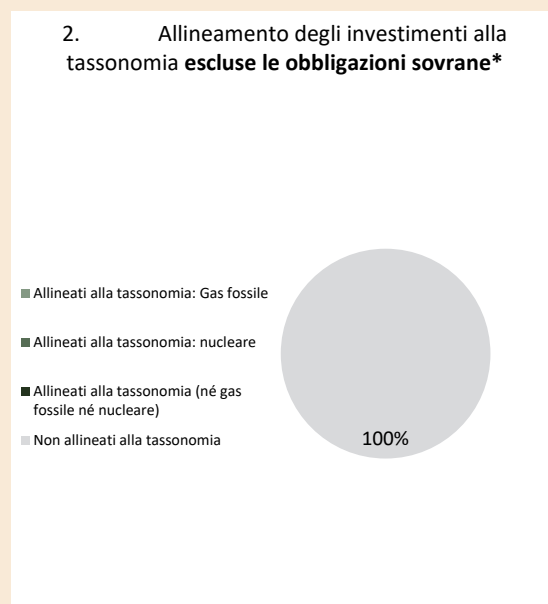 2. Allineamento degli investimenti alla
tassonomia escluse le obbligazioni sovrane*
Allineati alla tassonomia: Gas fossile
Allineati alla tassonomia: nucleare
Allineati alla tassonomia (né gas
fossile né nucleare)
Non allineati alla tassonomia
100%